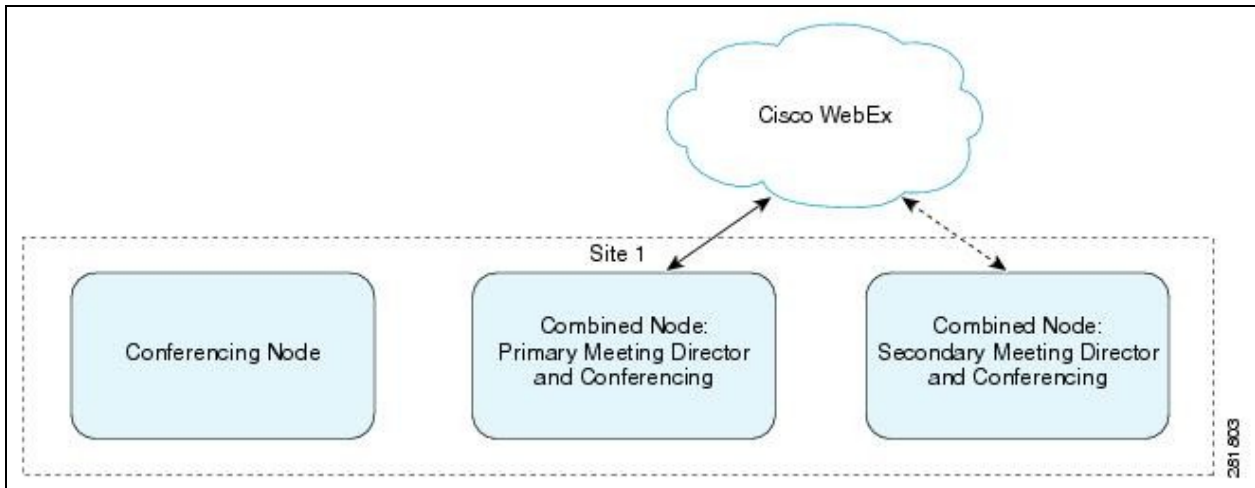 Cisco WebEx
Site 1
Conferencing Node
Combined Node:
Primary Meeting Director
and Conferencing
Combined Node:
Secondary Meeting Director
and Conferencing
281803